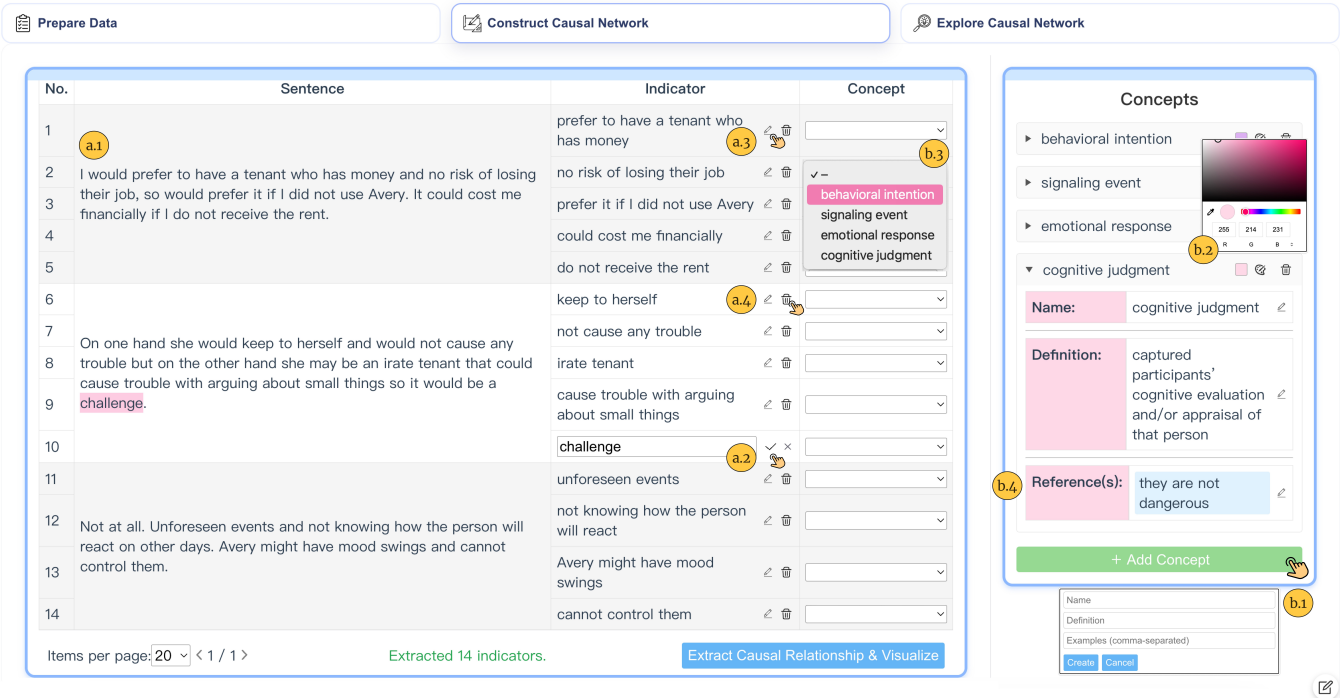 Prepare Data
Construct Causal Network
Explore Causal Network
No.
Sentence
Indicator
Concept
1
2
3
4
5
a.1
I would prefer to have a tenant who has money and no risk of losing
their job, so would prefer it if I did not use Avery. It could cost me
financially if I do not receive the rent.
prefer to have a tenant who
has money
a.3
no risk of losing their job
prefer it if I did not use Avery
could cost me financially
do not receive the rent
b.3
✓ –
behavioral intention
signaling event
emotional response
cognitive judgment
6
7
8
9
10
On one hand she would keep to herself and would not cause any
trouble but on the other hand she may be an irate tenant that could
cause trouble with arguing about small things so it would be a
challenge.
keep to herself
a.4
not cause any trouble
irate tenant
cause trouble with arguing
about small things
challenge
a.2
11
12
13
14
Not at all. Unforeseen events and not knowing how the person will
react on other days. Avery might have mood swings and cannot
control them.
unforeseen events
not knowing how the person
will react
Avery might have mood
swings
cannot control them
Items per page: 20 < 1 / 1 >
Extracted 14 indicators.
Extract Causal Relationship & Visualize
Concepts
behavioral intention
signaling event
emotional response
255 214 231
R G B
b.2
cognitive judgment
Name:
cognitive judgment
Definition:
captured
participants’
cognitive evaluation
and/or appraisal of
that person
b.4
Reference(s):
they are not
dangerous
+ Add Concept
b.1
Name
Definition
Examples (comma-separated)
Create Cancel